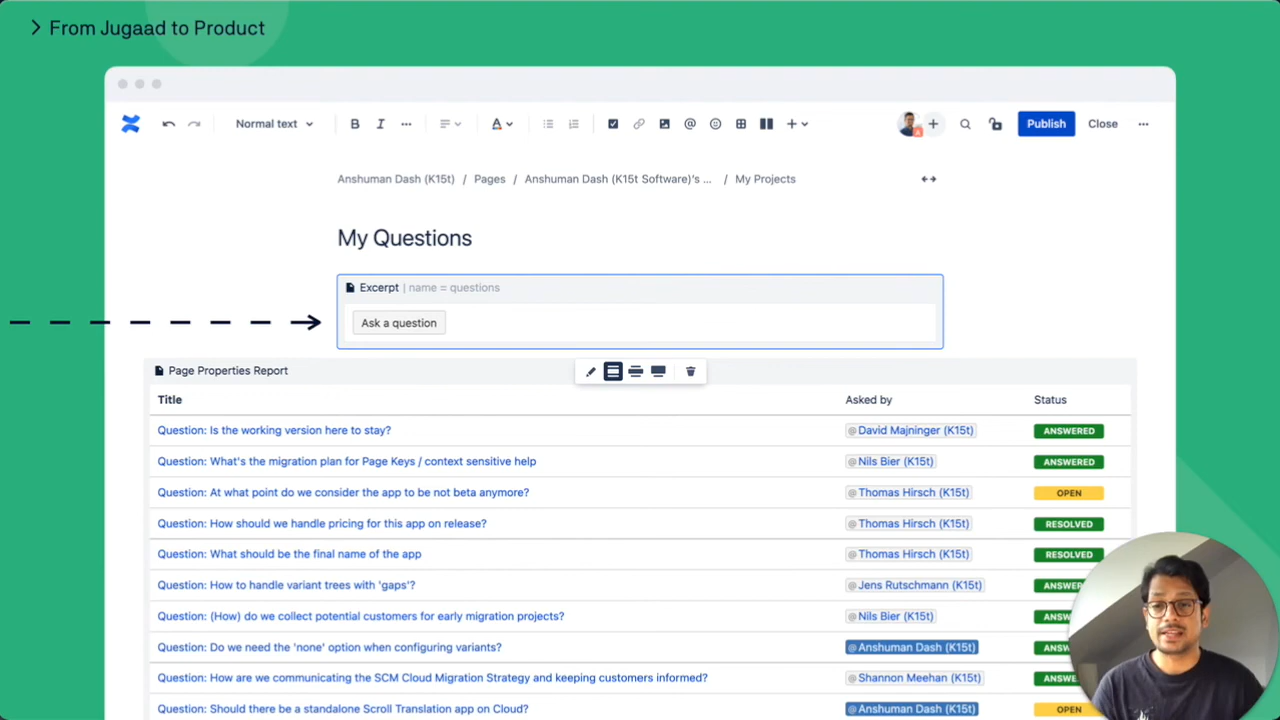 > From Jugaad to Product
Normal text
B I
A
@
Publish
Close
Anshuman Dash (K15t) / Pages / Anshuman Dash (K15t Software)'s ... / My Projects
My Questions
Excerpt | name = questions
Ask a question
Page Properties Report
Title Asked by Status
Question: Is the working version here to stay? @David Majninger (K15t) ANSWERED
Question: What's the migration plan for Page Keys / context sensitive help @Nils Bier (K15t) ANSWERED
Question: At what point do we consider the app to be not beta anymore? @Thomas Hirsch (K15t) OPEN
Question: How should we handle pricing for this app on release? @Thomas Hirsch (K15t) RESOLVED
Question: What should be the final name of the app @Thomas Hirsch (K15t) RESOLVED
Question: How to handle variant trees with 'gaps'? @Jens Rutschmann (K15t)
Question: (How) do we collect potential customers for early migration projects? @Nils Bier (K15t)
Question: Do we need the 'none' option when configuring variants? @Anshuman Dash (K15t)
Question: How are we communicating the SCM Cloud Migration Strategy and keeping customers informed? @Shannon Meehan (K15t)
Question: Should there be a standalone Scroll Translation app on Cloud? @Anshuman Dash (K15t) OPEN